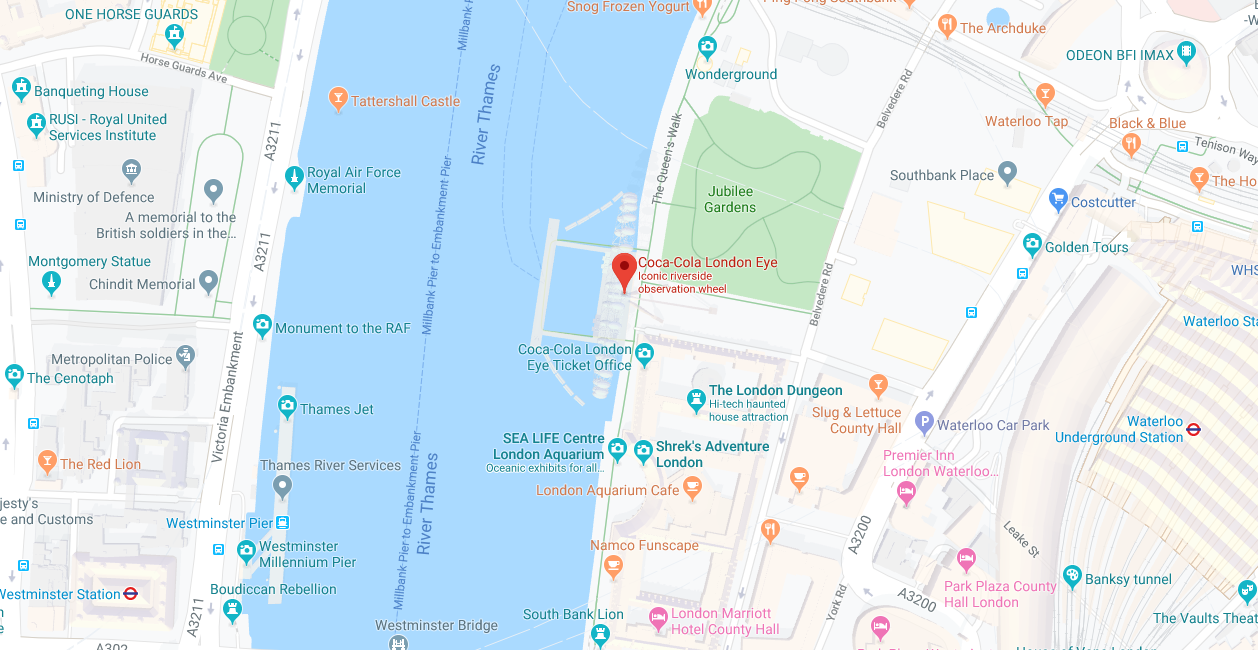 ONE HORSE GUARDS
Horse Guards Ave
Banqueting House
RUSI - Royal United
Services Institute
Ministry of Defence
A memorial to the
British soldiers in the...
Montgomery Statue
Chindit Memorial
Metropolitan Police
The Cenotaph
The Red Lion
jesty's
e and Customs
Westminster Station
A302
A3211
A3211
A3211
Victoria Embankment
Tattershall Castle
Royal Air Force
Memorial
Monument to the RAF
Thames Jet
Thames River Services
Westminster Pier
Westminster
Millennium Pier
Boudiccan Rebellion
Westminster Bridge
Millbank Pier
River Thames
Millbank Pier to Embankment Pier
Millbank Pier to Embankment Pier
River Thames
Snog Frozen Yogurt
Ping Pong Southbank
Wonderground
The Queen's Walk
Jubilee
Gardens
Coca-Cola London Eye
Iconic riverside
observation wheel
Coca-Cola London
Eye Ticket Office
The London Dungeon
Hi-tech haunted
house attraction
SEA LIFE Centre
London Aquarium
Oceanic exhibits for all...
Shrek's Adventure
London
London Aquarium Cafe
Namco Funscape
South Bank Lion
London Marriott
Hotel County Hall
The Archduke
ODEON BFI IMAX
Belvedere Rd
Waterloo Tap
Black & Blue
Tenison Way
Southbank Place
The Ho
Costcutter
Golden Tours
WHS
Waterloo Sta
Belvedere Rd
Slug & Lettuce
County Hall
P
Waterloo Car Park
Waterloo
Underground Station
Premier Inn
London Waterloo...
A3200
Leake St
Park Plaza County
Hall London
A3200
York Rd
Banksy tunnel
The Vaults Theat